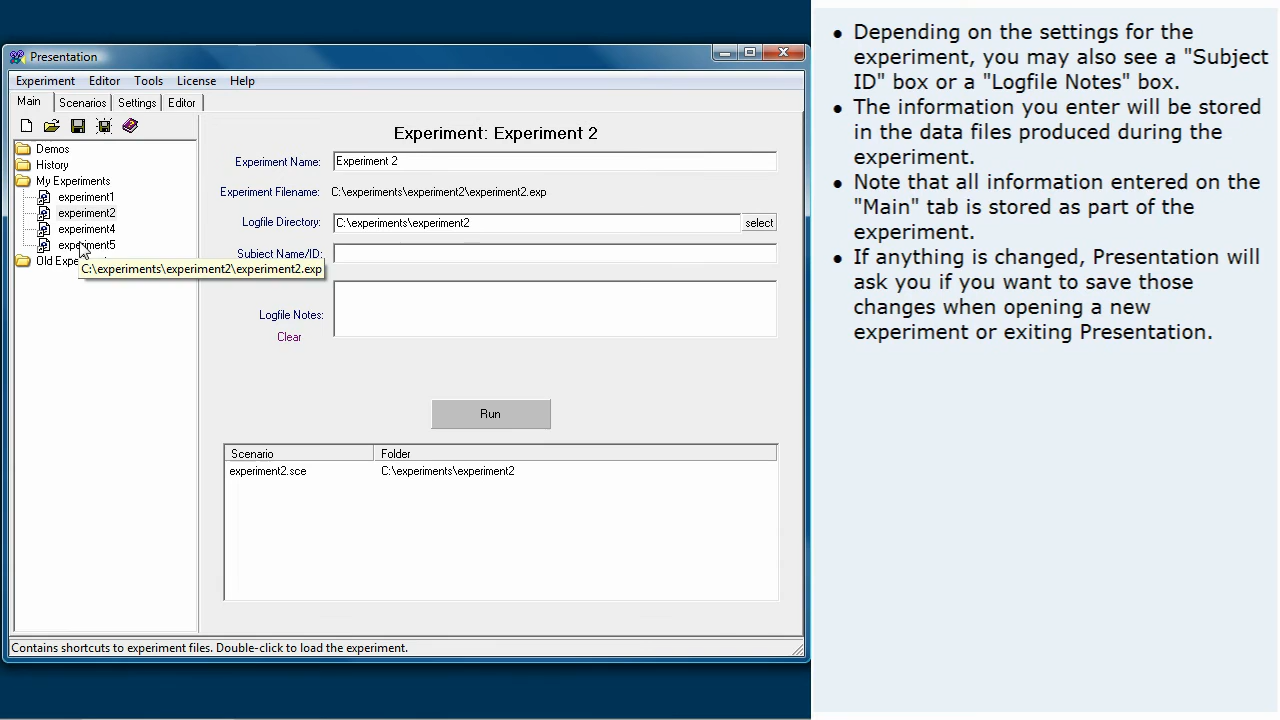 Presentation
Experiment Editor Tools License Help
Main Scenarios Settings Editor
Demos
History
My Experiments
experiment1
experiment2
experiment4
experiment5
Old Expe
C:\experiments\experiment2\experiment2.exp
Experiment: Experiment 2
Experiment Name: Experiment 2
Experiment Filename: C:\experiments\experiment2\experiment2.exp
Logfile Directory: C:\experiments\experiment2 select
Subject Name/ID:
Logfile Notes:
Clear
Run
Scenario Folder
experiment2.sce C:\experiments\experiment2
Contains shortcuts to experiment files. Double-click to load the experiment.
• Depending on the settings for the
experiment, you may also see a "Subject
ID" box or a "Logfile Notes" box.
• The information you enter will be stored
in the data files produced during the
experiment.
• Note that all information entered on the
"Main" tab is stored as part of the
experiment.
• If anything is changed, Presentation will
ask you if you want to save those
changes when opening a new
experiment or exiting Presentation.